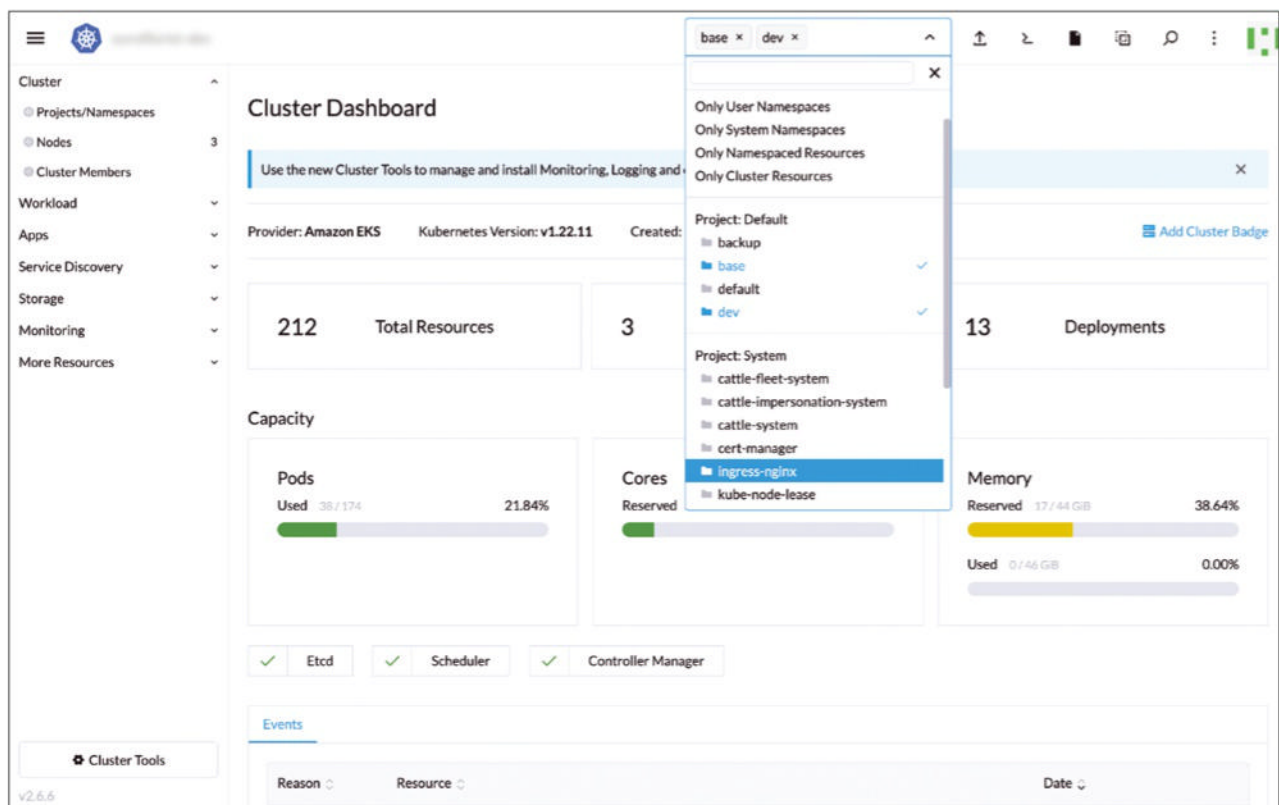 base × dev ×
Cluster
Projects/Namespaces
Nodes 3
Cluster Members
Workload
Apps
Service Discovery
Storage
Monitoring
More Resources
Cluster Tools
v2.6.6
Cluster Dashboard
Use the new Cluster Tools to manage and install Monitoring, Logging and
Provider: Amazon EKS Kubernetes Version: v1.22.11 Created:
Add Cluster Badge
212 Total Resources
3
13 Deployments
Only User Namespaces
Only System Namespaces
Only Namespaced Resources
Only Cluster Resources
Project: Default
backup
base
default
dev
Project: System
cattle-fleet-system
cattle-impersonation-system
cattle-system
cert-manager
ingress-nginx
kube-node-lease
Capacity
Pods
Used 38/174 21.84%
Cores
Reserved
Memory
Reserved 17/44 GiB 38.64%
Used 0/46 GiB 0.00%
Etcd
Scheduler
Controller Manager
Events
Reason Resource Date